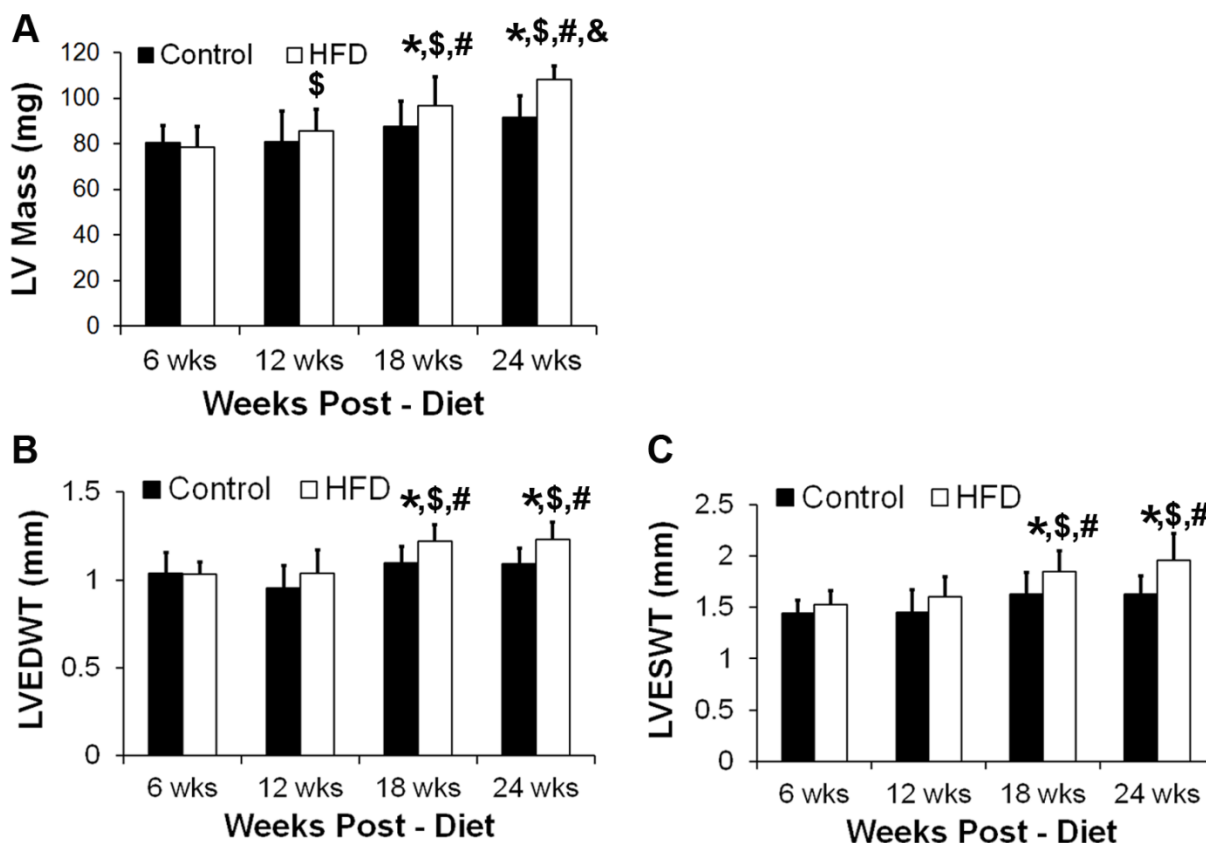 A
Control HFD
*,$,#
*,$,#,&
$
120
100
80
60
40
20
0
LV Mass (mg)
6 wks 12 wks 18 wks 24 wks
Weeks Post - Diet
B
Control HFD
*,$,# *,$,#
1.5
1
0.5
0
LVEDWT (mm)
6 wks 12 wks 18 wks 24 wks
Weeks Post - Diet
C
Control HFD
*,$,# *,$,#
2.5
2
1.5
1
0.5
0
LVESWT (mm)
6 wks 12 wks 18 wks 24 wks
Weeks Post - Diet